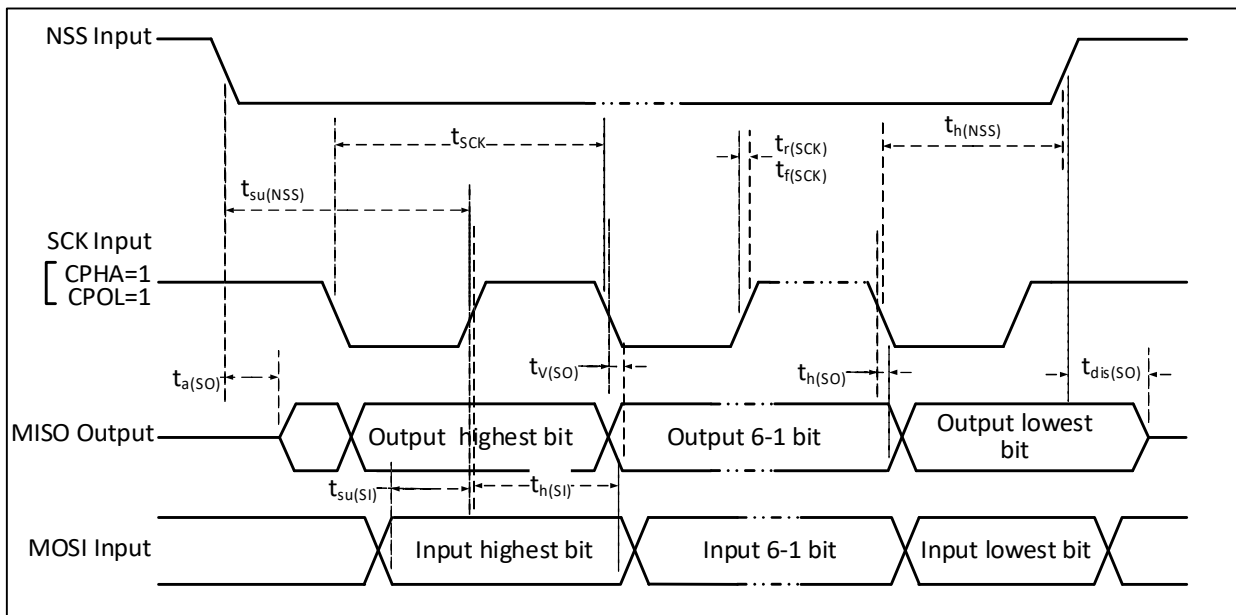 NSS Input
tSCK
th(NSS)
tr(SCK)
tf(SCK)
tsu(NSS)
SCK Input
CPHA=1
CPOL=1
ta(SO)
tV(SO)
th(SO)
tdis(SO)
MISO Output
Output highest bit
Output 6-1 bit
Output lowest
bit
tsu(SI)
th(SI)
MOSI Input
Input highest bit
Input 6-1 bit
Input lowest bit